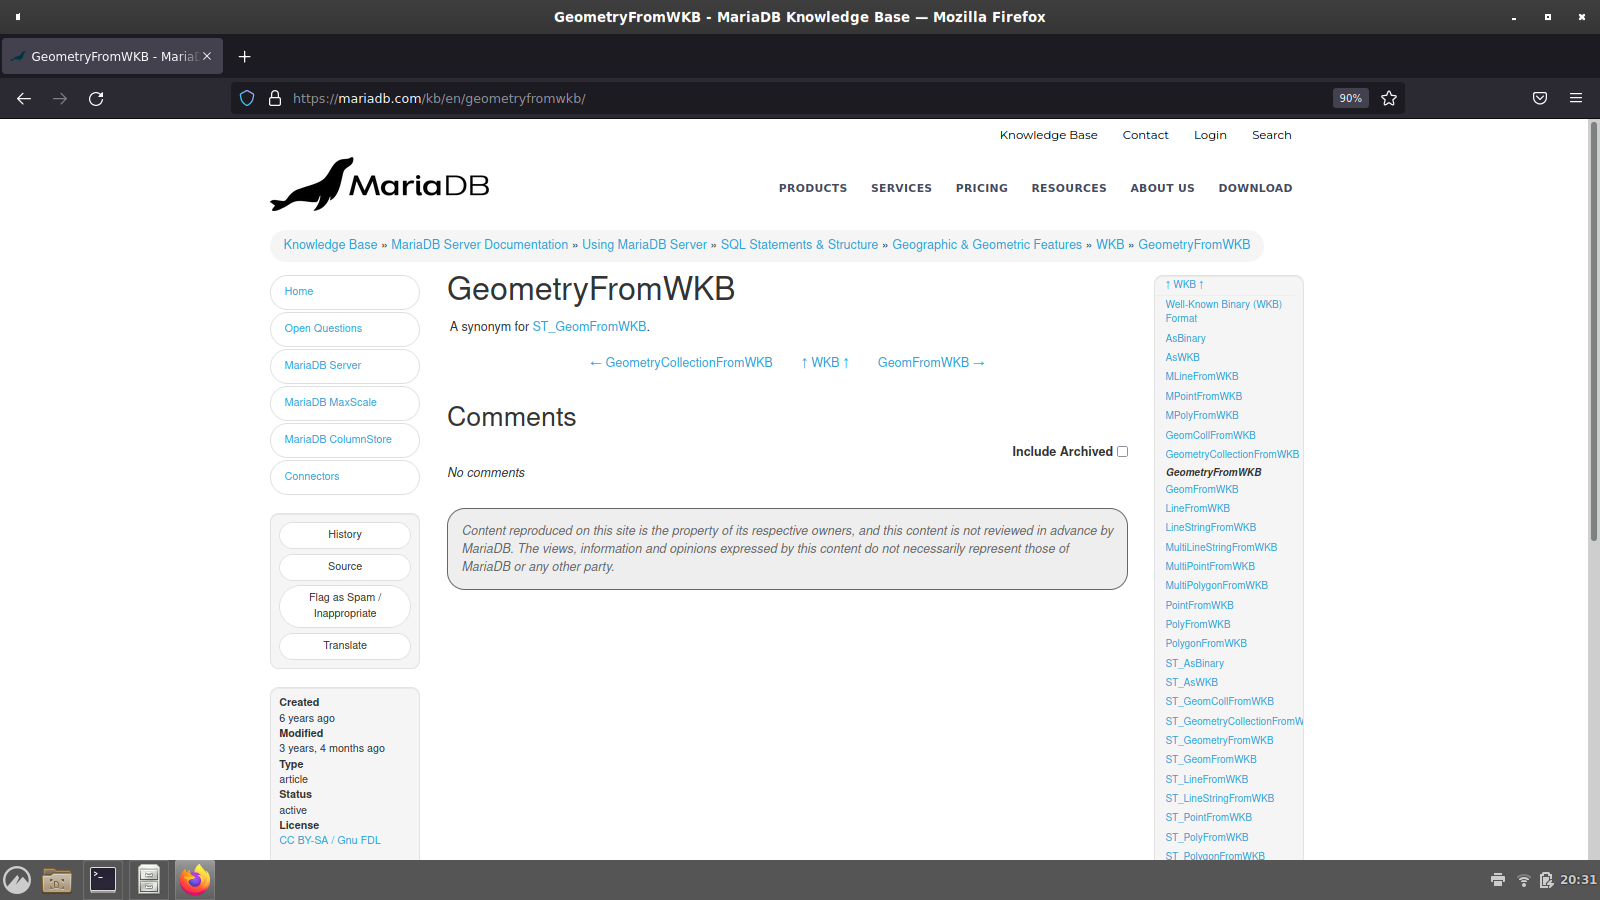 GeometryFromWKB - MariaDB Knowledge Base — Mozilla Firefox
GeometryFromWKB - Maria
https://mariadb.com/kb/en/geometryfromwkb/
90%
Knowledge Base Contact Login Search
MariaDB
PRODUCTS SERVICES PRICING RESOURCES ABOUT US DOWNLOAD
Knowledge Base » MariaDB Server Documentation » Using MariaDB Server » SQL Statements & Structure » Geographic & Geometric Features » WKB » GeometryFromWKB
Home
Open Questions
MariaDB Server
MariaDB MaxScale
MariaDB ColumnStore
Connectors
History
Source
Flag as Spam /
Inappropriate
Translate
Created
6 years ago
Modified
3 years, 4 months ago
Type
article
Status
active
License
CC BY-SA / Gnu FDL
GeometryFromWKB
A synonym for ST_GeomFromWKB.
← GeometryCollectionFromWKB ↑ WKB ↑ GeomFromWKB →
Comments
Include Archived
No comments
Content reproduced on this site is the property of its respective owners, and this content is not reviewed in advance by
MariaDB. The views, information and opinions expressed by this content do not necessarily represent those of
MariaDB or any other party.
↑ WKB ↑
Well-Known Binary (WKB)
Format
AsBinary
AsWKB
MLineFromWKB
MPointFromWKB
MPolyFromWKB
GeomCollFromWKB
GeometryCollectionFromWKB
GeometryFromWKB
GeomFromWKB
LineFromWKB
LineStringFromWKB
MultiLineStringFromWKB
MultiPointFromWKB
MultiPolygonFromWKB
PointFromWKB
PolyFromWKB
PolygonFromWKB
ST_AsBinary
ST_AsWKB
ST_GeomCollFromWKB
ST_GeometryCollectionFromW
ST_GeometryFromWKB
ST_GeomFromWKB
ST_LineFromWKB
ST_LineStringFromWKB
ST_PointFromWKB
ST_PolyFromWKB
ST_PolygonFromWKB
20:31